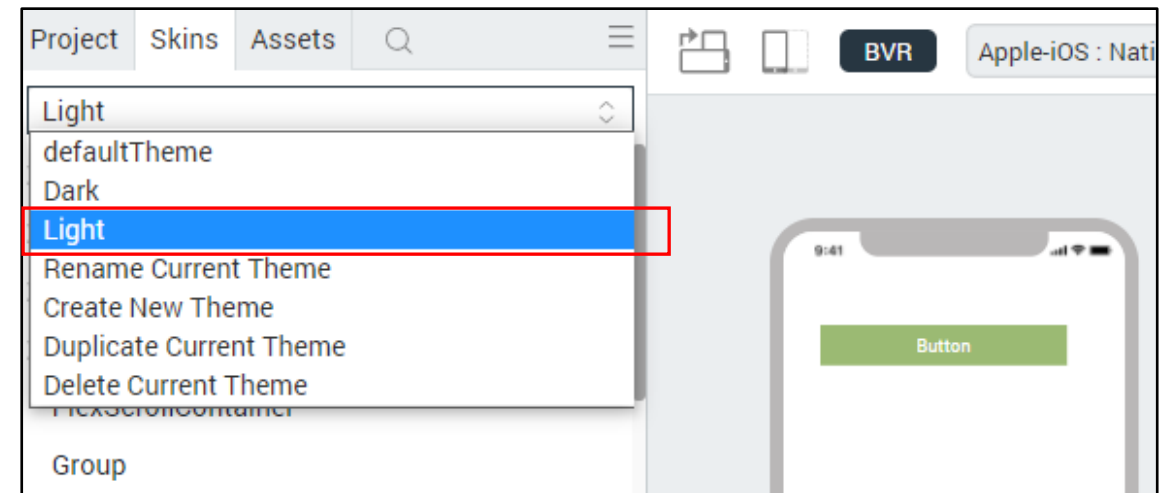 Project Skins Assets
BVR
Apple-iOS : Nati
Light
defaultTheme
Dark
Light
Rename Current Theme
Create New Theme
Duplicate Current Theme
Delete Current Theme
FlexScrollContainer
Group
9:41
Button